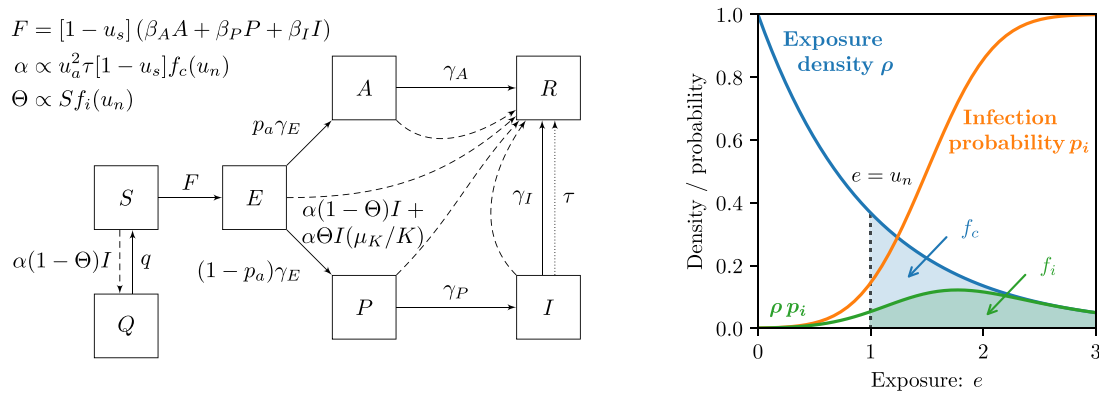 F = [1 − u_s] (β_A A + β_P P + β_I I)
α ∝ u_a^2 τ[1 − u_s] f_c(u_n)
Θ ∝ S f_i(u_n)
A
γ_A
R
p_aγ_E
S
F
E
α(1 − Θ)I +
αΘI(μ_K/K)
γ_I
τ
α(1 − Θ)I
q
(1 − p_a)γ_E
Q
P
γ_P
I
Density / probability
1.0
0.8
0.6
0.4
0.2
0.0
Exposure
density ρ
Infection
probability p_i
e = u_n
f_c
f_i
ρ p_i
0
1
2
3
Exposure: e